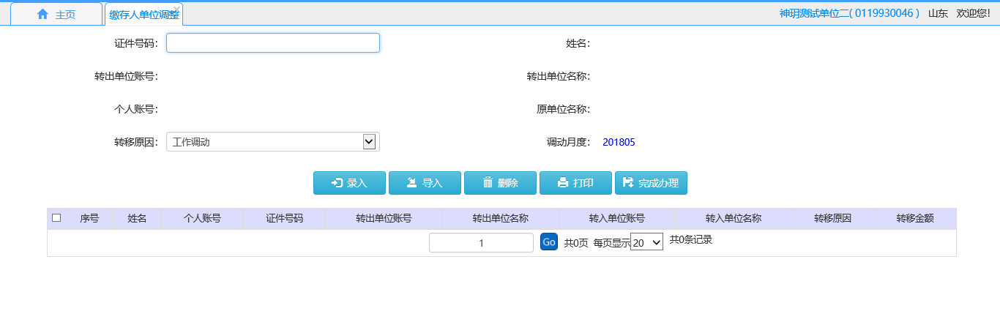 主页 缴存人单位调整 神玥测试单位二( 0119930046 ) 山东 欢迎您!
证件号码: 姓名:
转出单位账号: 转出单位名称:
个人账号: 原单位名称:
转移原因: 工作调动 调动月度: 201805
录入 导入 删除 打印 完成办理
序号 姓名 个人账号 证件号码 转出单位账号 转出单位名称 转入单位账号 转入单位名称 转移原因 转移金额
1 Go 共0页 每页显示 20 共0条记录